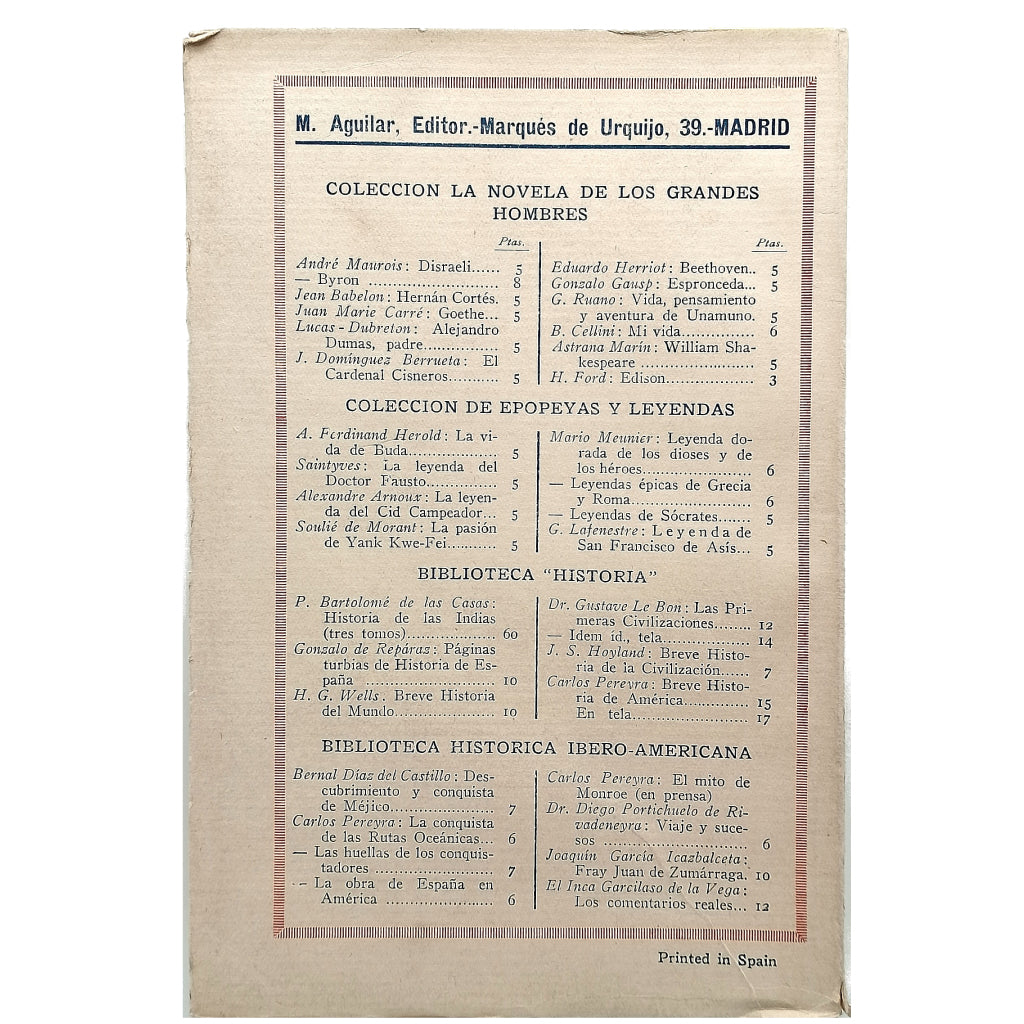 M. Aguilar, Editor.-Marqués de Urquijo, 39.-MADRID
COLECCION LA NOVELA DE LOS GRANDES
HOMBRES
Ptas.
André Maurois: Disraeli...... 5
— Byron .......................... 8
Jean Babelon: Hernán Cortés. 5
Juan Marie Carré: Goethe... 5
Lucas-Dubreton: Alejandro
Dumas, padre.................. 5
J. Domínguez Berrueta: El
Cardenal Cisneros........... 5
Ptas.
Eduardo Herriot: Beethoven.. 5
Gonzalo Gausp: Espronceda... 5
G. Ruano: Vida, pensamiento
y aventura de Unamuno. 5
B. Cellini: Mi vida............... 6
Astrana Marín: William Sha-
kespeare ........................ 5
H. Ford: Edison................... 3
COLECCION DE EPOPEYAS Y LEYENDAS
A. Ferdinand Herold: La vi-
da de Buda................... 5
Saintyves: La leyenda del
Doctor Fausto............... 5
Alexandre Arnoux: La leyen-
da del Cid Campeador... 5
Soulié de Morant: La pasión
de Yank Kwe-Fei........... 5
Mario Meunier: Leyenda do-
rada de los dioses y de
los héroes....................... 6
— Leyendas épicas de Grecia
y Roma......................... 6
— Leyendas de Sócrates....... 5
G. Lafenestre: Leyenda de
San Francisco de Asís... 5
BIBLIOTECA "HISTORIA"
P. Bartolomé de las Casas:
Historia de las Indias
(tres tomos)................... 60
Gonzalo de Repáraz: Páginas
turbias de Historia de Es-
paña ........................... 10
H. G. Wells. Breve Historia
del Mundo..................... 10
Dr. Gustave Le Bon: Las Pri-
meras Civilizaciones........ 12
— Idem íd., tela.................. 14
J. S. Hoyland: Breve Histo-
ria de la Civilización...... 7
Carlos Pereyra: Breve Histo-
ria de América.............. 15
En tela......................... 17
BIBLIOTECA HISTORICA IBERO-AMERICANA
Bernal Díaz del Castillo: Des-
cubrimiento y conquista
de Méjico...................... 7
Carlos Pereyra: La conquista
de las Rutas Oceánicas... 6
— Las huellas de los conquis-
tadores ......................... 7
— La obra de España en
América ....................... 6
Carlos Pereyra: El mito de
Monroe (en prensa)
Dr. Diego Portichuelo de Ri-
vadeneyra: Viaje y suce-
sos ............................... 6
Joaquín García Icazbalceta:
Fray Juan de Zumárraga. 10
El Inca Garcilaso de la Vega:
Los comentarios reales... 12
Printed in Spain